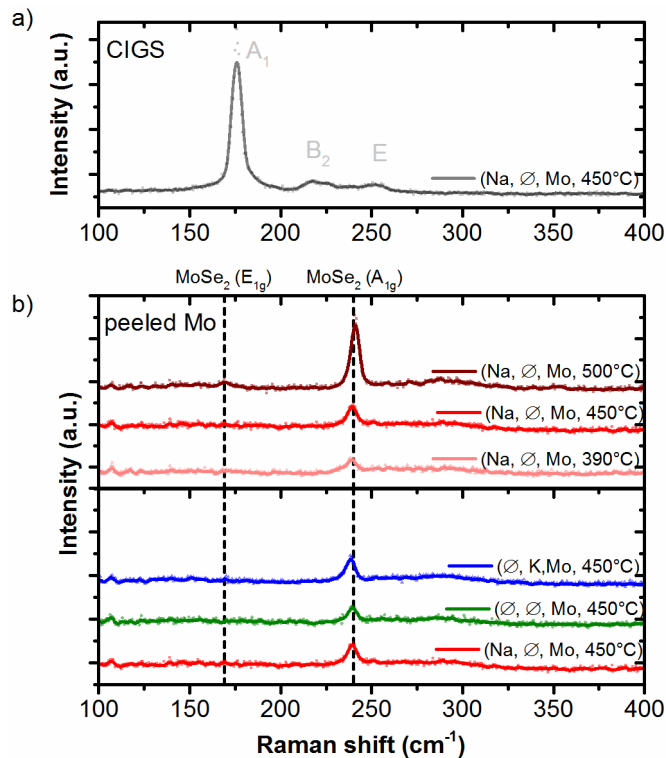 a)
CIGS
A₁
B₂
E
(Na, ∅, Mo, 450°C)
Intensity (a.u.)
100 150 200 250 300 350 400
MoSe₂ (E₁g) MoSe₂ (A₁g)
b)
peeled Mo
(Na, ∅, Mo, 500°C)
(Na, ∅, Mo, 450°C)
(Na, ∅, Mo, 390°C)
(∅, K,Mo, 450°C)
(∅, ∅, Mo, 450°C)
(Na, ∅, Mo, 450°C)
Intensity (a.u.)
100 150 200 250 300 350 400
Raman shift (cm⁻¹)